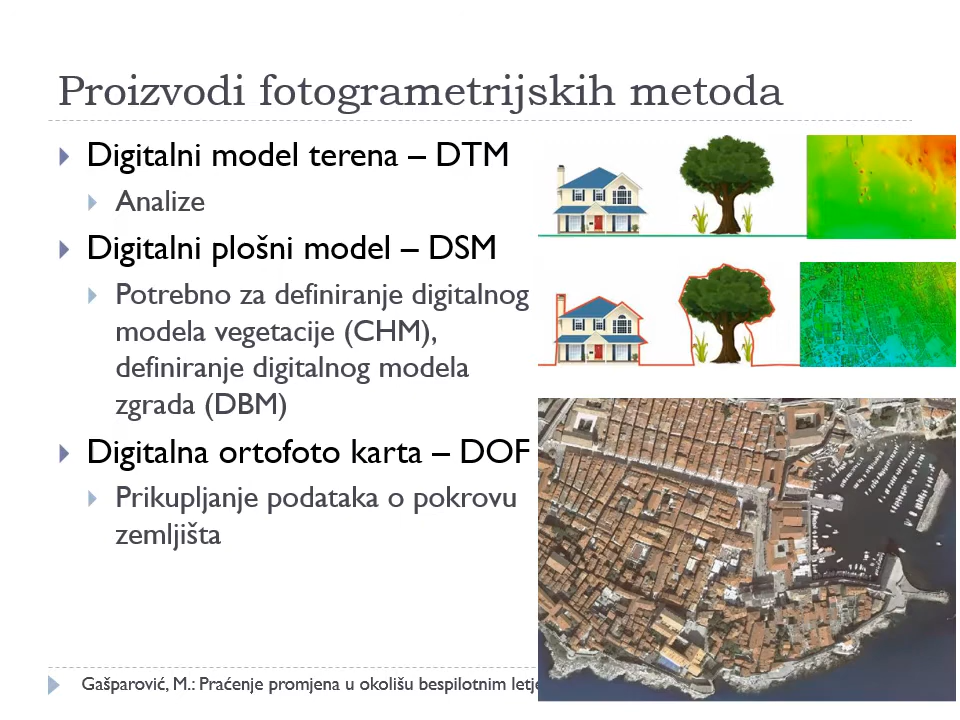 Proizvodi fotogrametrijskih metoda
Digitalni model terena – DTM
Analize
Digitalni plošni model – DSM
Potrebno za definiranje digitalnog
modela vegetacije (CHM),
definiranje digitalnog modela
zgrada (DBM)
Digitalna ortofoto karta – DOF
Prikupljanje podataka o pokrovu
zemljišta
Gašparović, M.: Praćenje promjena u okolišu bespilotnim